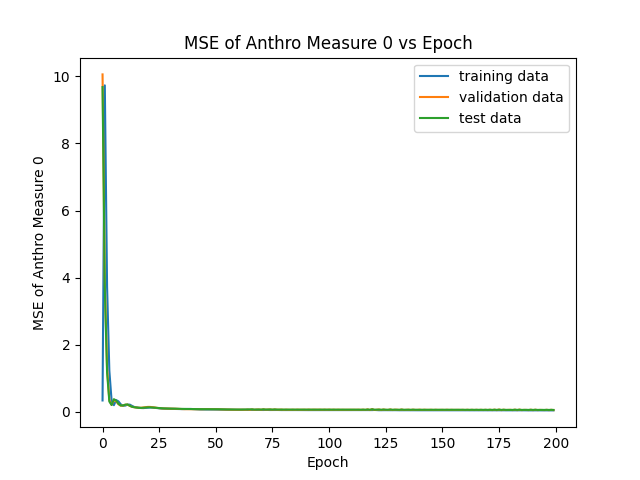 MSE of Anthro Measure 0 vs Epoch
training data
validation data
test data
MSE of Anthro Measure 0
10
8
6
4
2
0
0 25 50 75 100 125 150 175 200
Epoch